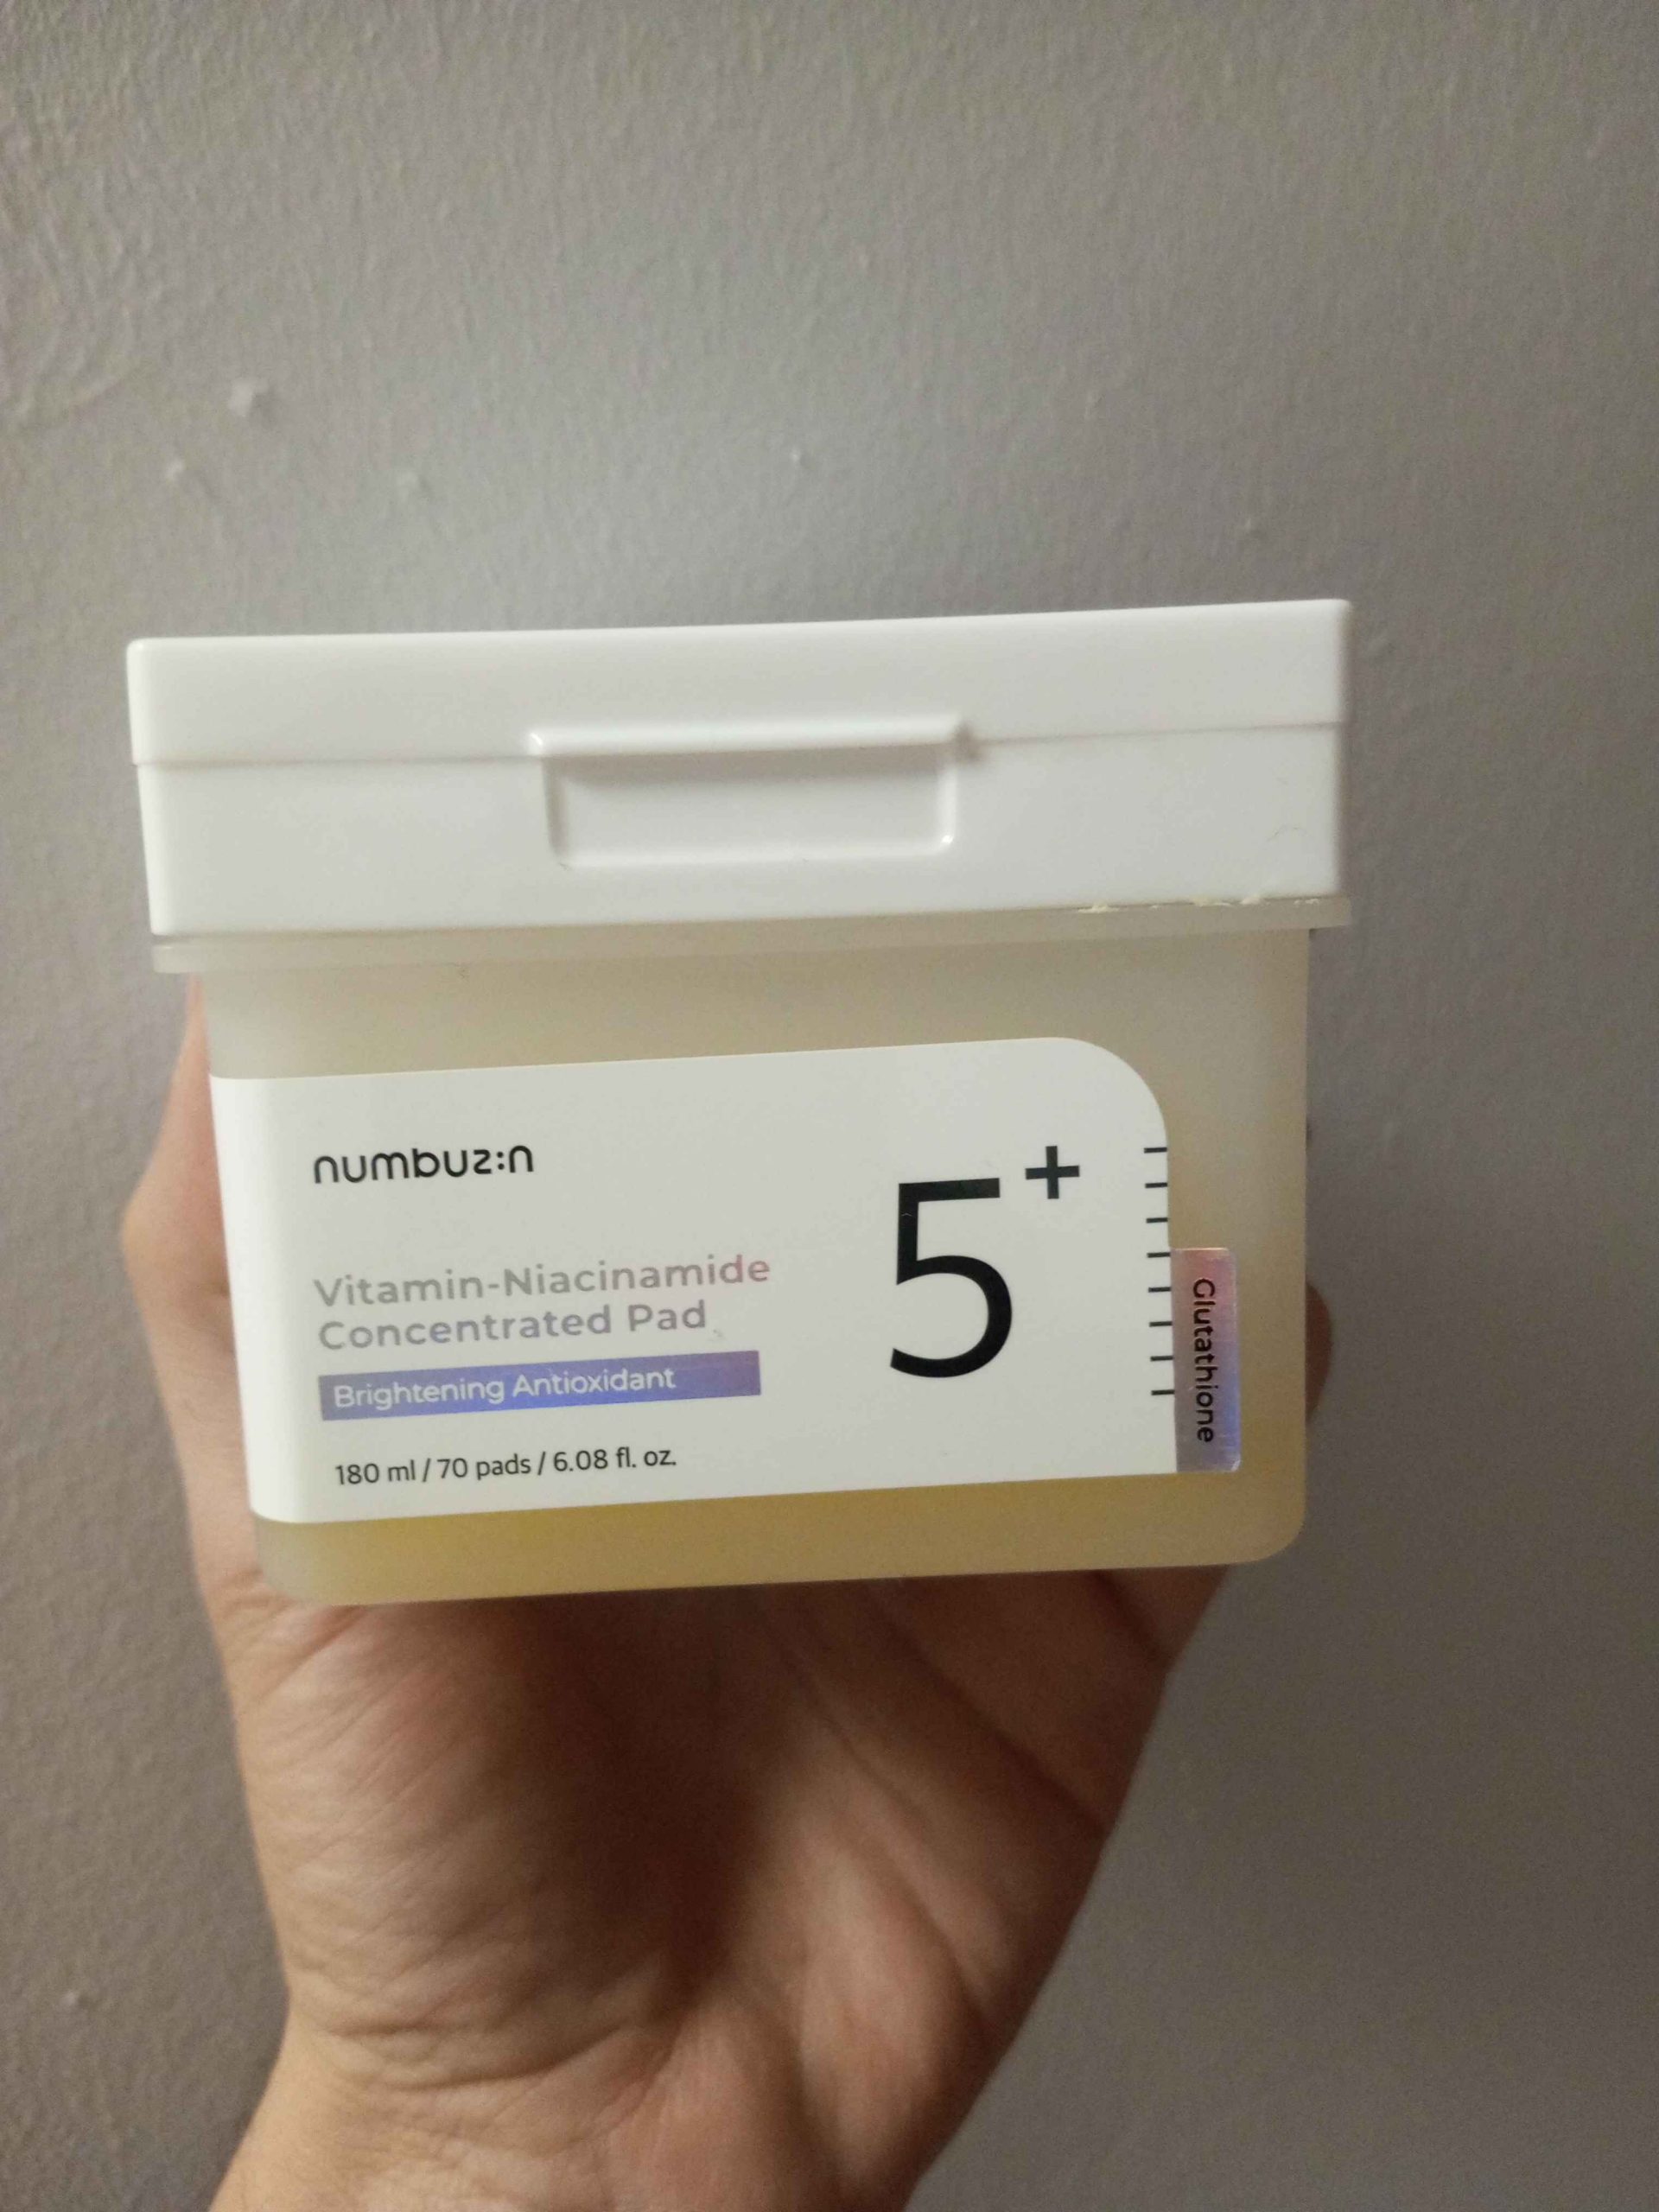 numbuz:n
5+
Vitamin-Niacinamide
Concentrated Pad
Brightening Antioxidant
180 ml / 70 pads / 6.08 fl. oz.
Glutathione